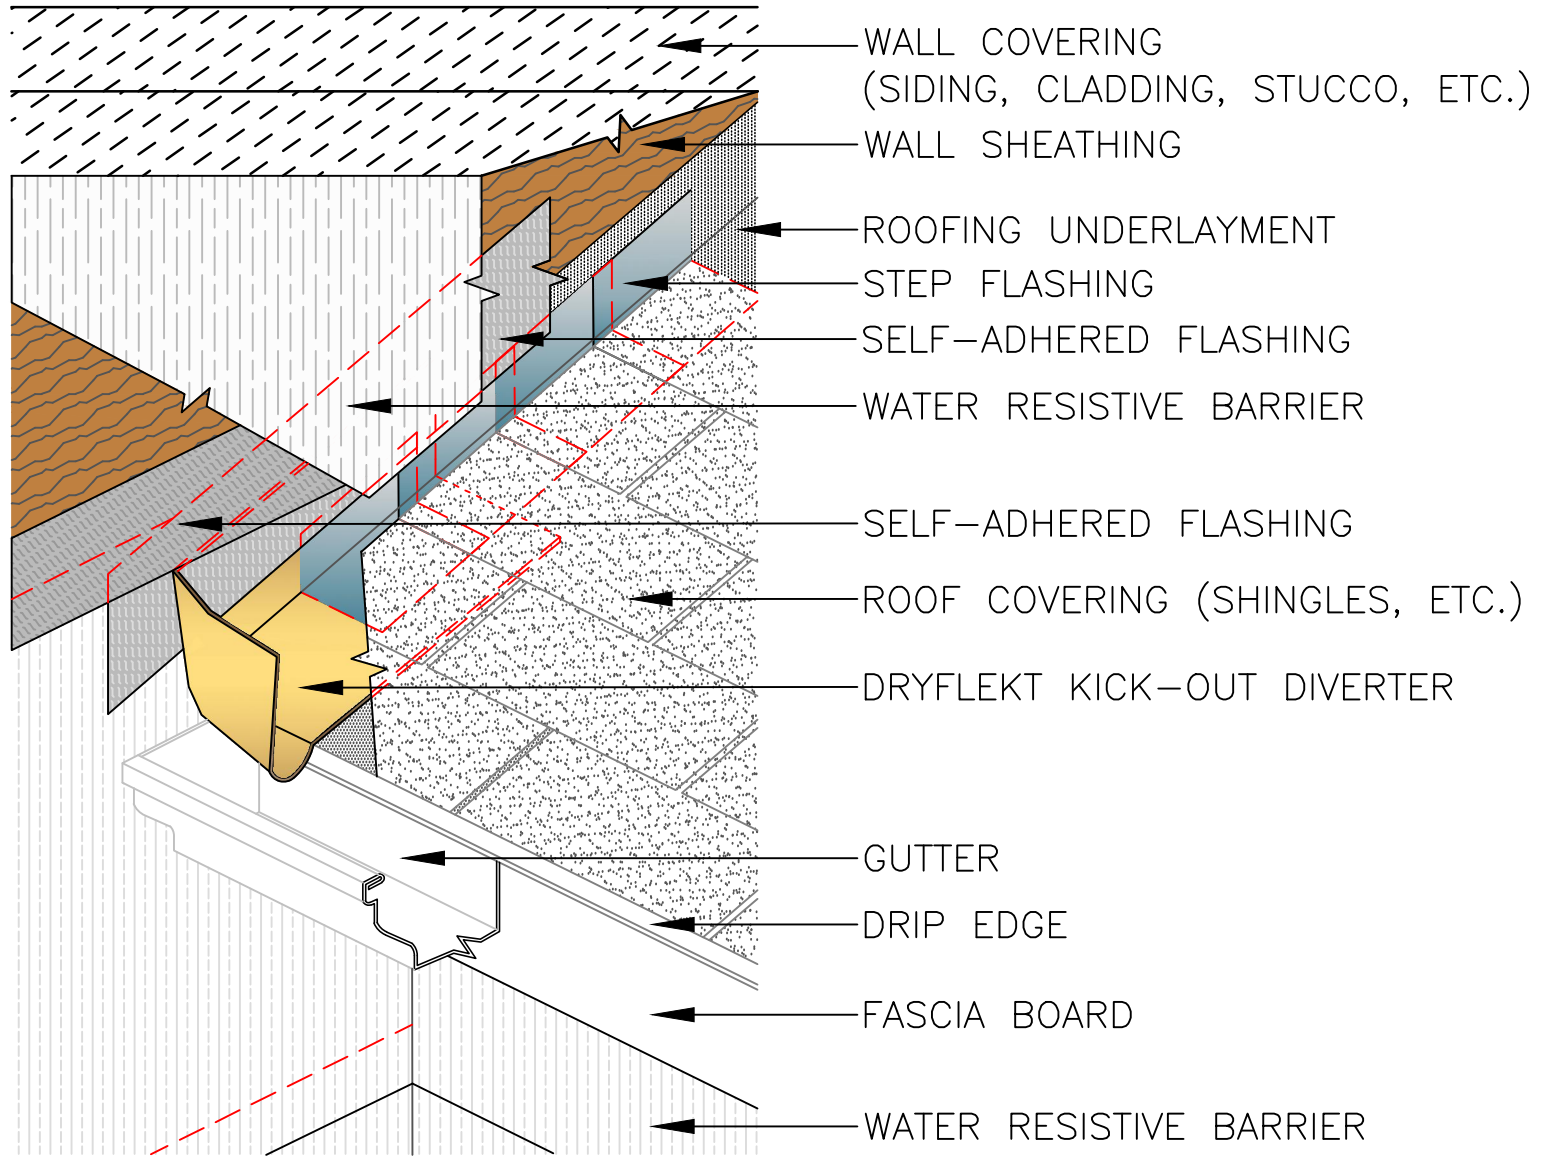 WALL COVERING
(SIDING, CLADDING, STUCCO, ETC.)
WALL SHEATHING
ROOFING UNDERLAYMENT
STEP FLASHING
SELF-ADHERED FLASHING
WATER RESISTIVE BARRIER
SELF-ADHERED FLASHING
ROOF COVERING (SHINGLES, ETC.)
DRYFLEKT KICK-OUT DIVERTER
GUTTER
DRIP EDGE
FASCIA BOARD
WATER RESISTIVE BARRIER